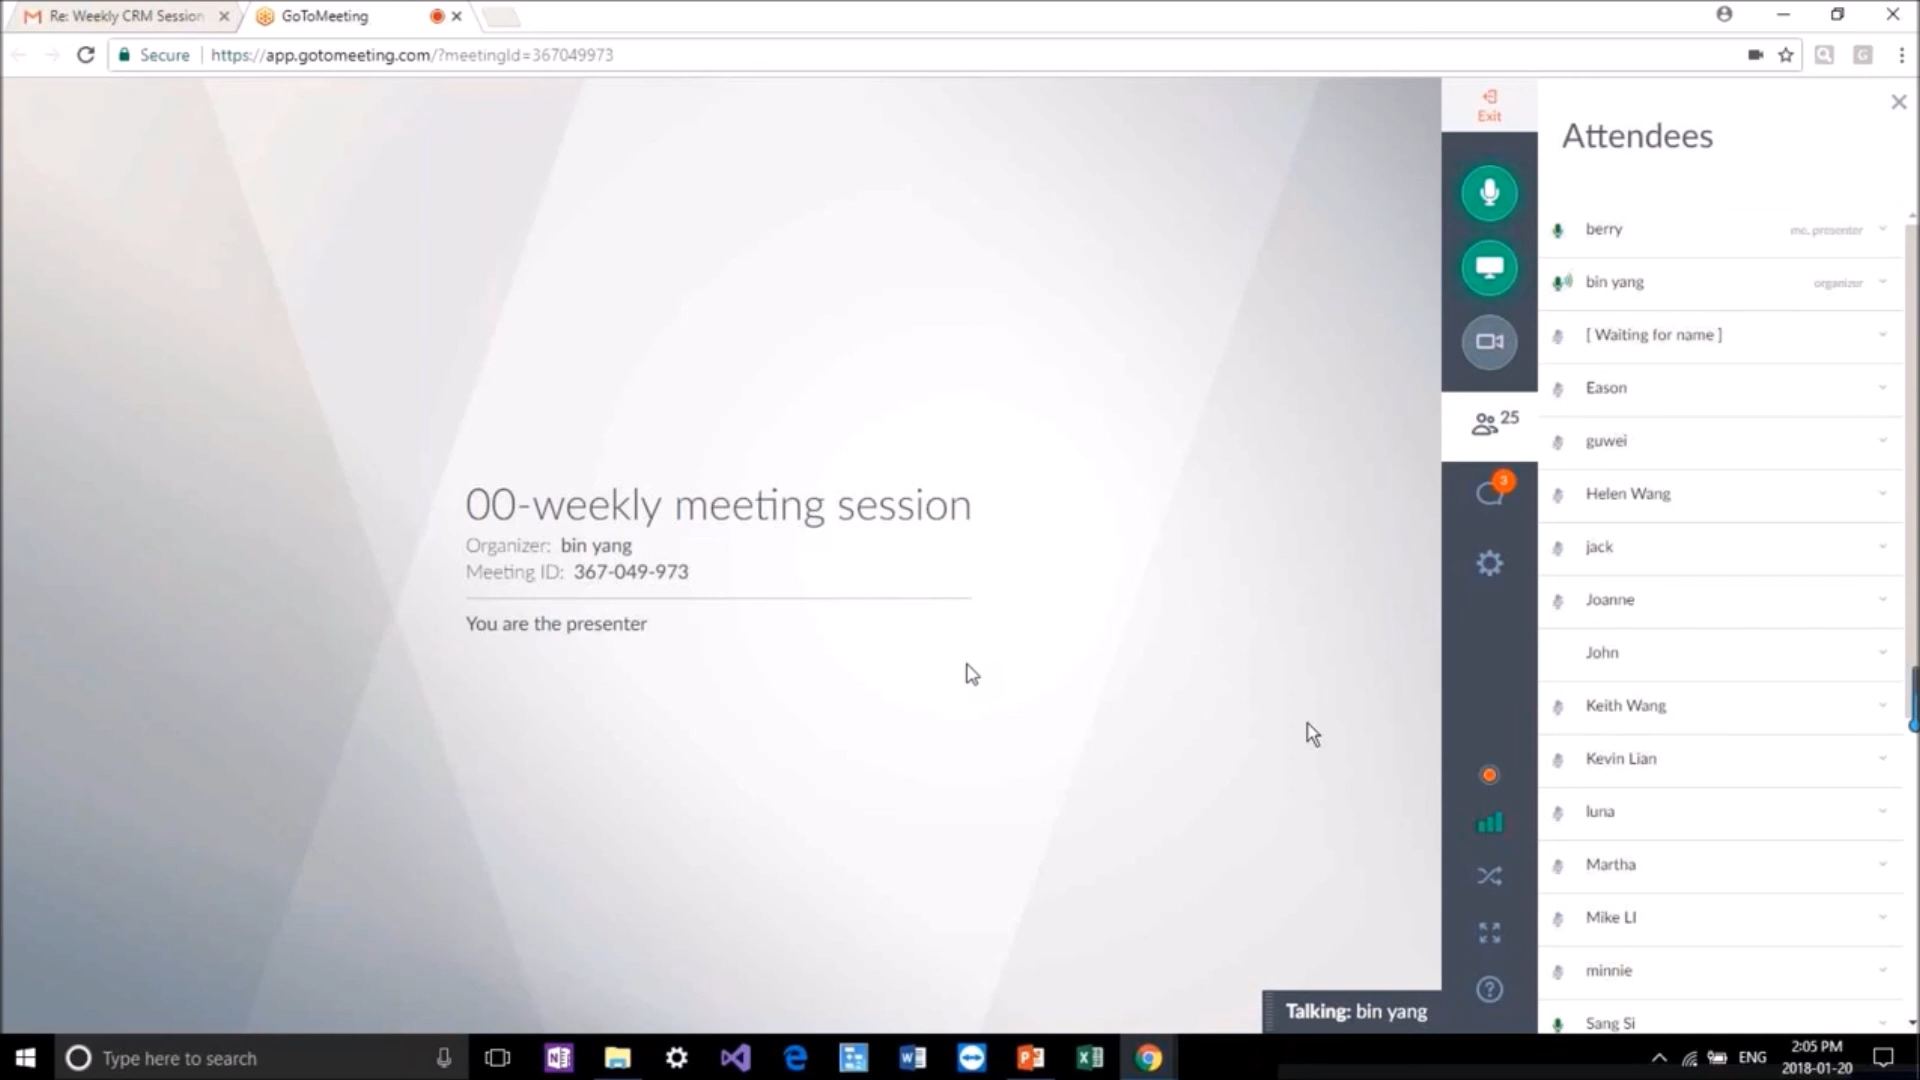 Re: Weekly CRM Session
GoToMeeting
Secure
https://app.gotomeeting.com/?meetingId=367049973
Exit
Attendees
berry
me, presenter
bin yang
organizer
[ Waiting for name ]
Eason
25
guwei
3
Helen Wang
00-weekly meeting session
Organizer: bin yang
Meeting ID: 367-049-973
You are the presenter
jack
Joanne
John
Keith Wang
Kevin Lian
luna
Martha
Mike LI
minnie
Talking: bin yang
Sang Si
Type here to search
ENG
2:05 PM
2018-01-20